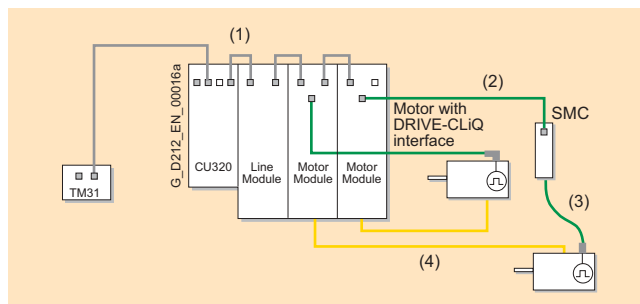 (1)
(2)
Motor with
DRIVE-CLiQ
interface
SMC
G_D212_EN_00016a
CU320
Line
Module
Motor
Module
Motor
Module
TM31
(3)
(4)